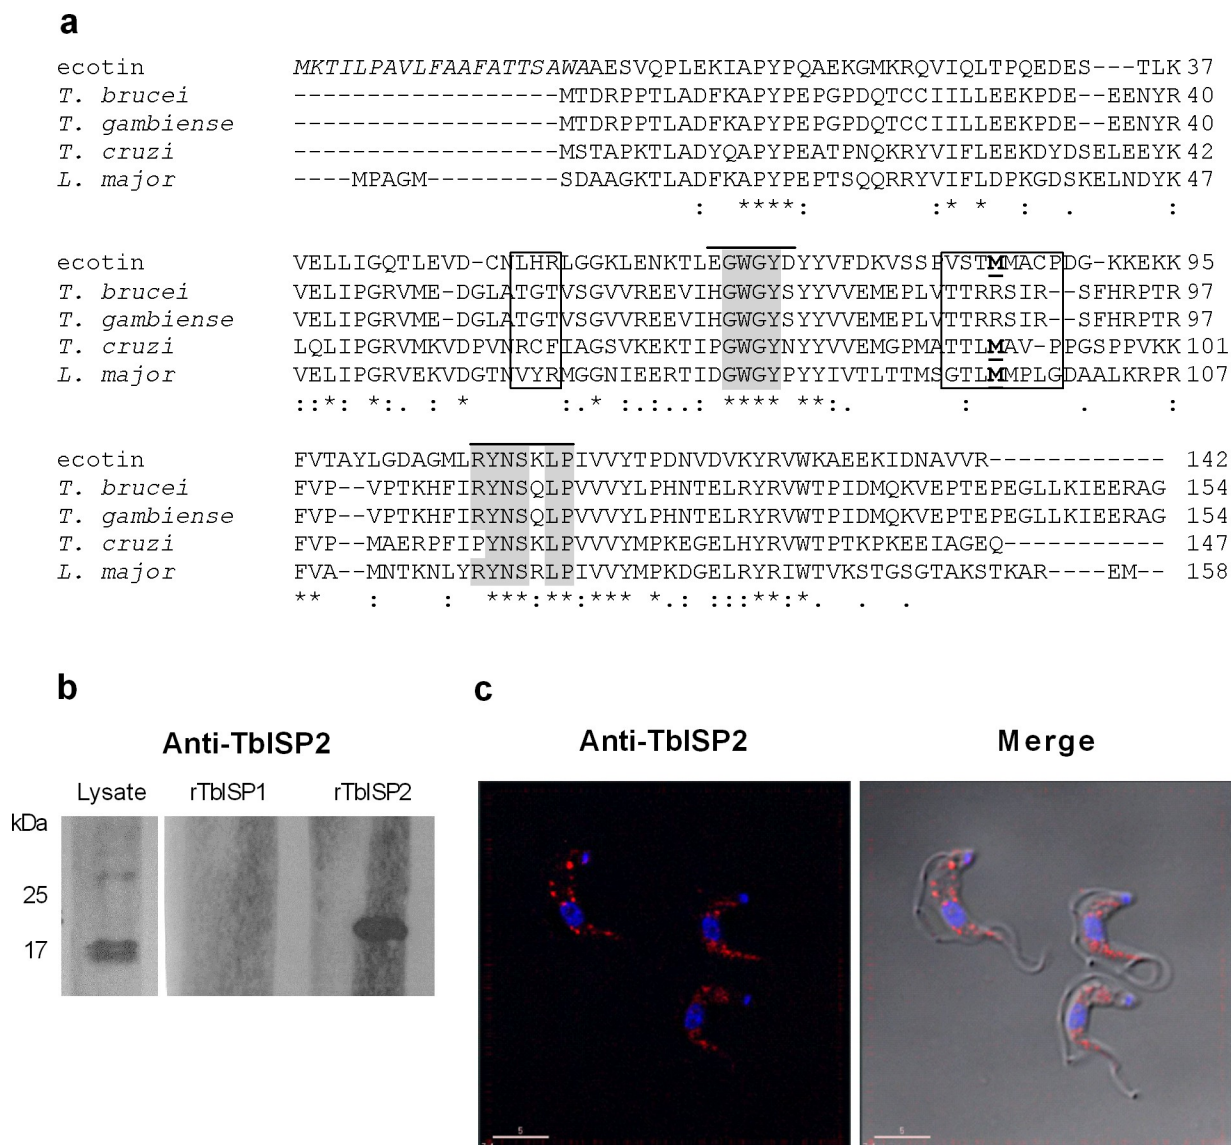 a
ecotin MKTILPAVLFAAFATTSAWAAESVQPLEKIAPYPQAEKGMKRQVIQLTPQEDES---TLK 37
T. brucei ------------------MTDRPPTLADFKAPYPEPGPDQTCCIILLEEKPDE--EENYR 40
T. gambiense ------------------MTDRPPTLADFKAPYPEPGPDQTCCIILLEEKPDE--EENYR 40
T. cruzi ------------------MSTAPKTLADYQAPYPEATPNQKRYVIFLEEKDYDSELEEYK 42
L. major ----MPAGM---------SDAAGKTLADFKAPYPEPTSQQRRYVIFLDPKGDSKELNDYK 47
: ****: :* * : . :
ecotin VELLIGQTLEVD-CNLHRLGGKLENKTLEGWGYDYYVFDKVSSPVSTMMACPDG-KKEKK 95
T. brucei VELIPGRVME-DGLATGTVSGVVREEVIHGWGYSYYVVEMEPLVTTRRSIR--SFHRPTR 97
T. gambiense VELIPGRVME-DGLATGTVSGVVREEVIHGWGYSYYVVEMEPLVTTRRSIR--SFHRPTR 97
T. cruzi LQLIPGRVMKVDPVNRCFIAGSVKEKTIPGWGYNYYVVEMGPMATTLMAV-PPGSPPVKK 101
L. major VELIPGRVEKVDGTNVYRMGGNIEERTIDGWGYPYYIVTLTTMSGTLMMPLGDAALKRPR 107
::*: *:. : * :.* :.:..: **** **:. : . :
ecotin FVTAYLGDAGMLRYNSKLPIVVYTPDNVDVKYRVWKAEEKIDNAVVR------------ 142
T. brucei FVP--VPTKHFIRYNSQLPVVVYLPHNTELRYRVWTPIDMQKVEPTEPEGLLKIEERAG 154
T. gambiense FVP--VPTKHFIRYNSQLPVVVYLPHNTELRYRVWTPIDMQKVEPTEPEGLLKIEERAG 154
T. cruzi FVP--MAERPFIPYNSKLPVVVYMPKEGELHYRVWTPTKPKEEIAGEQ----------- 147
L. major FVA--MNTKNLYRYNSRLPIVVYMPKDGELRYRIWTVKSTGSGTAKSTKAR----EM-- 158
** : : ***:**:*** *.: :::**:*. . .
b
Anti-TbISP2
Lysate rTbISP1 rTbISP2
kDa
25
17
c
Anti-TbISP2 Merge
5 5